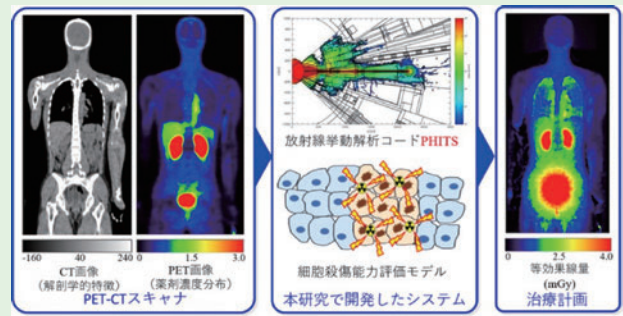 -160 40 240
CT画像
(解剖学的特徴)
0 1.5 3.0
PET画像
(薬剤濃度分布)
PET-CTスキャナ
放射線挙動解析コードPHITS
細胞殺傷能力評価モデル
本研究で開発したシステム
0 2 4.0
等効果線量
(mGy)
治療計画